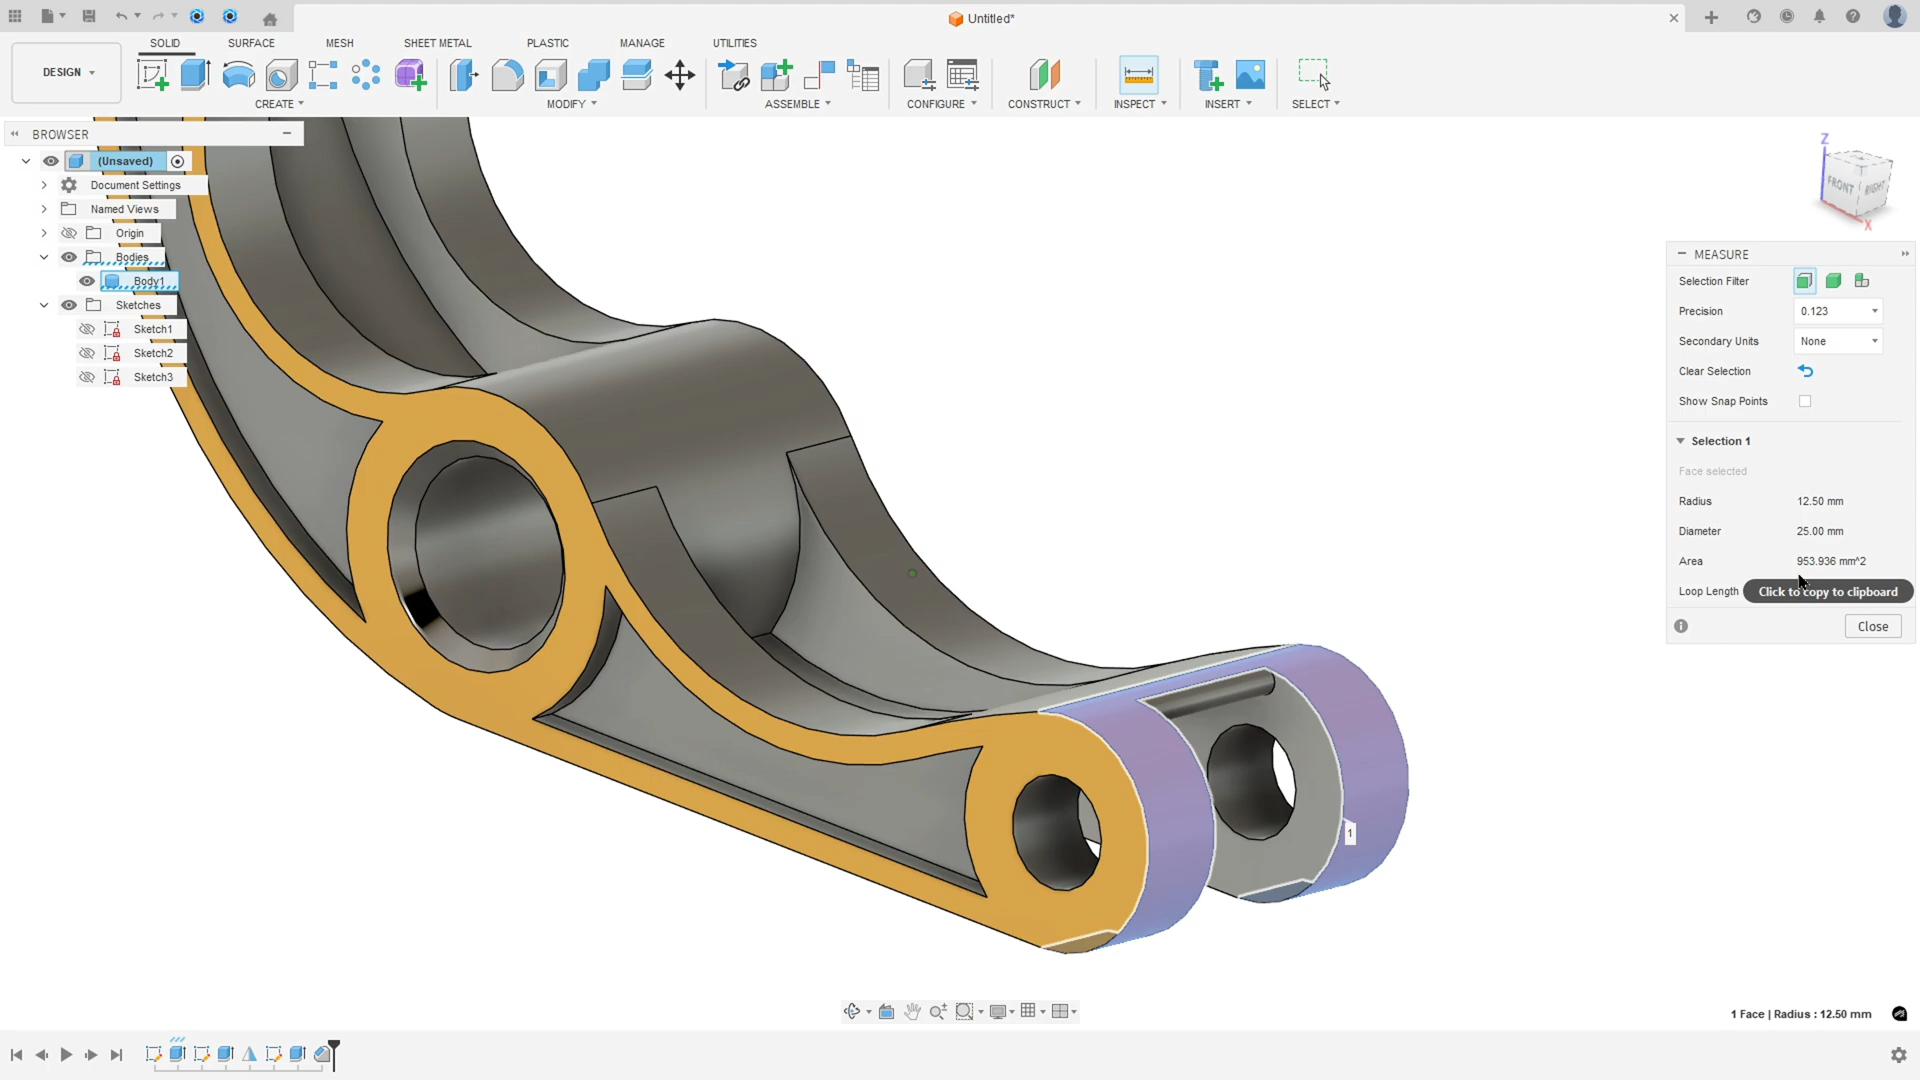 Untitled*
DESIGN
SOLID SURFACE MESH SHEET METAL PLASTIC MANAGE UTILITIES
CREATE MODIFY ASSEMBLE CONFIGURE CONSTRUCT INSPECT INSERT SELECT
BROWSER
(Unsaved)
Document Settings
Named Views
Origin
Bodies
Body1
Sketches
Sketch1
Sketch2
Sketch3
Z
FRONT RIGHT
X
MEASURE
Selection Filter
Precision 0.123
Secondary Units None
Clear Selection
Show Snap Points
Selection 1
Face selected
Radius 12.50 mm
Diameter 25.00 mm
Area 953.936 mm^2
Loop Length
Click to copy to clipboard
Close
1
1 Face | Radius : 12.50 mm